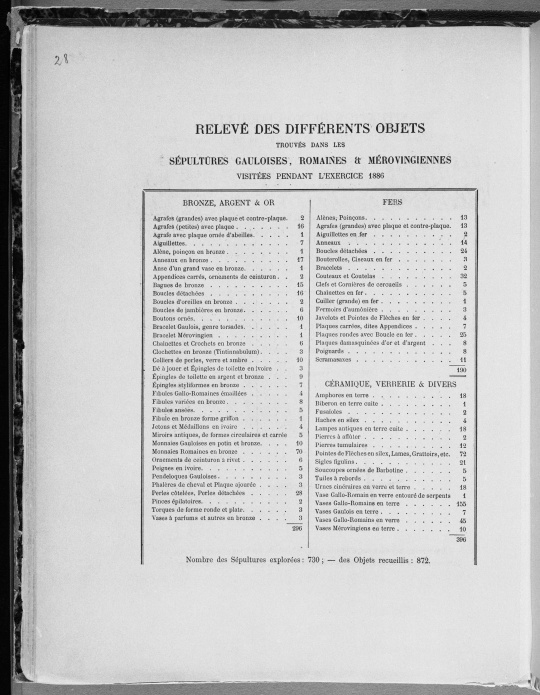 28
RELEVÉ DES DIFFÉRENTS OBJETS
TROUVÉS DANS LES
SÉPULTURES GAULOISES, ROMAINES & MÉROVINGIENNES
VISITÉES PENDANT L'EXERCICE 1886
BRONZE, ARGENT & OR
Agrafes (grandes) avec plaque et contre-plaque. 2
Agrafes (petites) avec plaque . . . . . . . 16
Agrafe avec plaque ornée d'abeilles. . . . . . 1
Aiguillettes. . . . . . . . . . . . . 7
Alêne, poinçon en bronze . . . . . . . . 1
Anneaux en bronze . . . . . . . . . . 17
Anse d'un grand vase en bronze. . . . . . . 1
Appendices carrés, ornements de ceinturon . . 2
Bagues de bronze . . . . . . . . . . 15
Boucles détachées . . . . . . . . . . 16
Boucles d'oreilles en bronze . . . . . . . 2
Boucles de jambières en bronze . . . . . . 6
Boutons ornés. . . . . . . . . . . . 10
Bracelet Gaulois, genre torsades. . . . . . . 1
Bracelet Mérovingien . . . . . . . . . 1
Chaînettes et Crochets en bronze . . . . . . 6
Clochettes en bronze (Tintinnabulum) . . . . 3
Colliers de perles, verre et ambre . . . . . 10
Dé à jouer et Épingles de toilette en ivoire . . 3
Épingles de toilette en argent et bronze . . . 9
Épingles styliformes en bronze . . . . . . 7
Fibules Gallo-Romaines émaillées . . . . . 4
Fibules variées en bronze . . . . . . . . 8
Fibules ansées. . . . . . . . . . . . 5
Fibule en bronze forme griffon . . . . . . 1
Jetons et Médaillons en ivoire . . . . . . 4
Miroirs antiques, de formes circulaires et carrée 5
Monnaies Gauloises en potin et bronze. . . . 10
Monnaies Romaines en bronze . . . . . . 70
Ornements de ceinturon à rivet . . . . . . 6
Peignes en ivoire. . . . . . . . . . . 5
Pendeloques Gauloises . . . . . . . . . 3
Phalères de cheval et Plaque ajourée . . . . 3
Perles côtelées, Perles détachées . . . . . 28
Pinces épilatoires. . . . . . . . . . . 2
Torques de forme ronde et plate. . . . . . 3
Vases à parfums et autres en bronze . . . . 3
296
FERS
Alênes, Poinçons. . . . . . . . . . . 13
Agrafes (grandes) avec plaque et contre-plaque. 13
Aiguillettes en fer . . . . . . . . . . 2
Anneaux . . . . . . . . . . . . . 14
Boucles détachées . . . . . . . . . . 24
Bouterolles, Ciseaux en fer . . . . . . . 3
Bracelets . . . . . . . . . . . . . 2
Couteaux et Coutelas . . . . . . . . . 32
Clefs et Cornières de cercueils . . . . . . 5
Chaînettes en fer . . . . . . . . . . . 5
Cuiller (grande) en fer . . . . . . . . . 1
Fermoirs d'aumônière . . . . . . . . . 3
Javelots et Pointes de Flèches en fer . . . . 4
Plaques carrées, dites Appendices . . . . . 7
Plaques rondes avec Boucle en fer . . . . . 25
Plaques damasquinées d'or et d'argent . . . 8
Poignards . . . . . . . . . . . . . 8
Scramasaxes . . . . . . . . . . . . 11
190
CÉRAMIQUE, VERRERIE & DIVERS
Amphores en terre . . . . . . . . . . 18
Biberon en terre cuite . . . . . . . . . 1
Fusaïoles . . . . . . . . . . . . . 2
Haches en silex . . . . . . . . . . . 4
Lampes antiques en terre cuite . . . . . . 18
Pierres à affûter . . . . . . . . . . . 2
Pierres tumulaires . . . . . . . . . . 12
Pointes de Flèches en silex, Lames, Grattoirs, etc. 72
Sigles figulins . . . . . . . . . . . . 21
Soucoupes ornées de Barbotine . . . . . . 5
Tuiles à rebords . . . . . . . . . . . 5
Urnes cinéraires en verre et terre . . . . . 18
Vase Gallo-Romain en verre entouré de serpents 1
Vases Gallo-Romains en terre . . . . . . 155
Vases Gaulois en terre . . . . . . . . . 7
Vases Gallo-Romains en verre . . . . . . 45
Vases Mérovingiens en terre . . . . . . . 10
396
Nombre des Sépultures explorées : 730 ; — des Objets recueillis : 872.